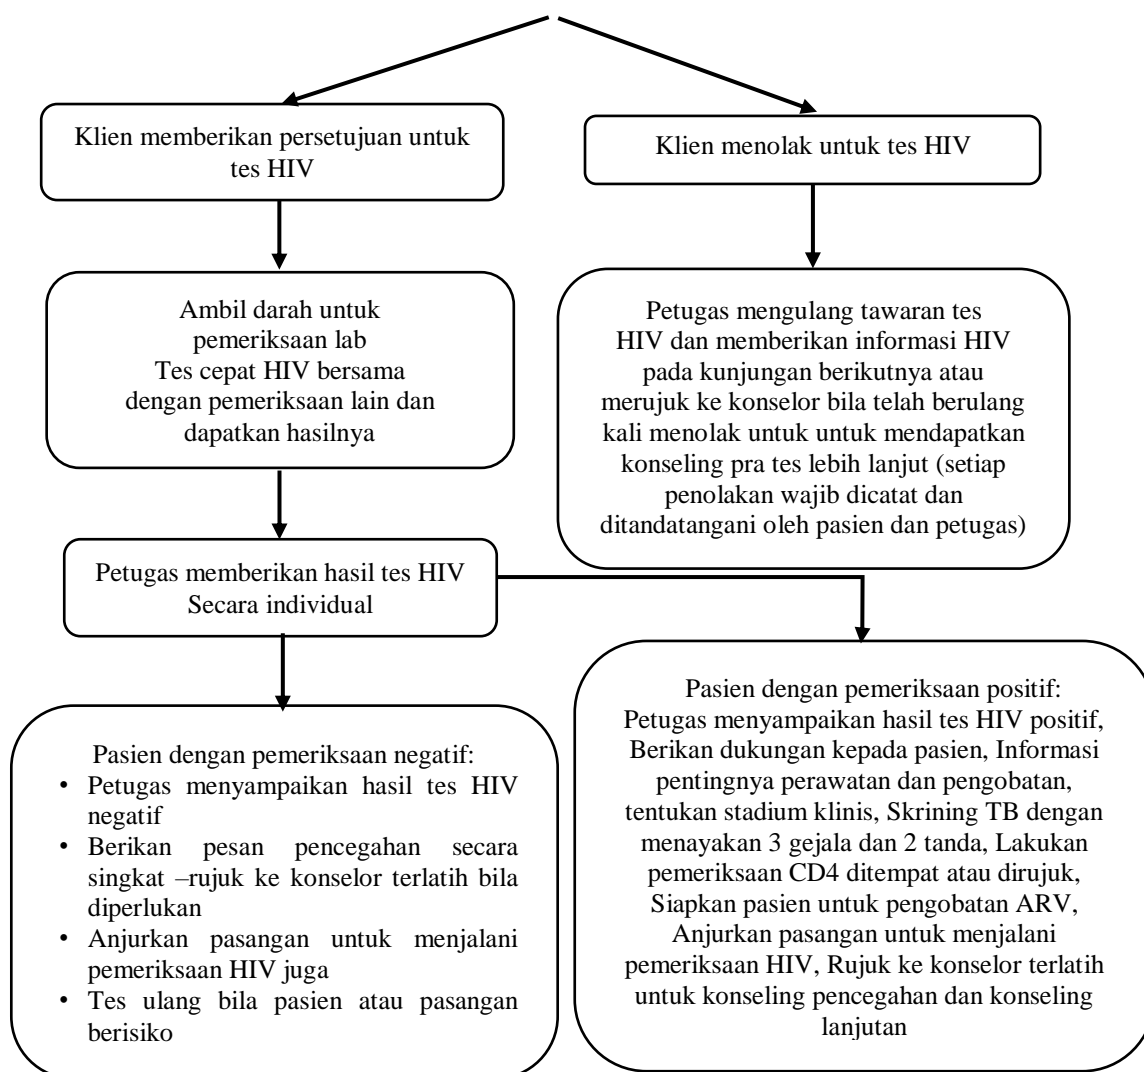 Klien memberikan persetujuan untuk
tes HIV
Klien menolak untuk tes HIV
Ambil darah untuk
pemeriksaan lab
Tes cepat HIV bersama
dengan pemeriksaan lain dan
dapatkan hasilnya
Petugas mengulang tawaran tes
HIV dan memberikan informasi HIV
pada kunjungan berikutnya atau
merujuk ke konselor bila telah berulang
kali menolak untuk untuk mendapatkan
konseling pra tes lebih lanjut (setiap
penolakan wajib dicatat dan
ditandatangani oleh pasien dan petugas)
Petugas memberikan hasil tes HIV
Secara individual
Pasien dengan pemeriksaan negatif:
• Petugas menyampaikan hasil tes HIV
negatif
• Berikan pesan pencegahan secara
singkat –rujuk ke konselor terlatih bila
diperlukan
• Anjurkan pasangan untuk menjalani
pemeriksaan HIV juga
• Tes ulang bila pasien atau pasangan
berisiko
Pasien dengan pemeriksaan positif:
Petugas menyampaikan hasil tes HIV positif,
Berikan dukungan kepada pasien, Informasi
pentingnya perawatan dan pengobatan,
tentukan stadium klinis, Skrining TB dengan
menayakan 3 gejala dan 2 tanda, Lakukan
pemeriksaan CD4 ditempat atau dirujuk,
Siapkan pasien untuk pengobatan ARV,
Anjurkan pasangan untuk menjalani
pemeriksaan HIV, Rujuk ke konselor terlatih
untuk konseling pencegahan dan konseling
lanjutan